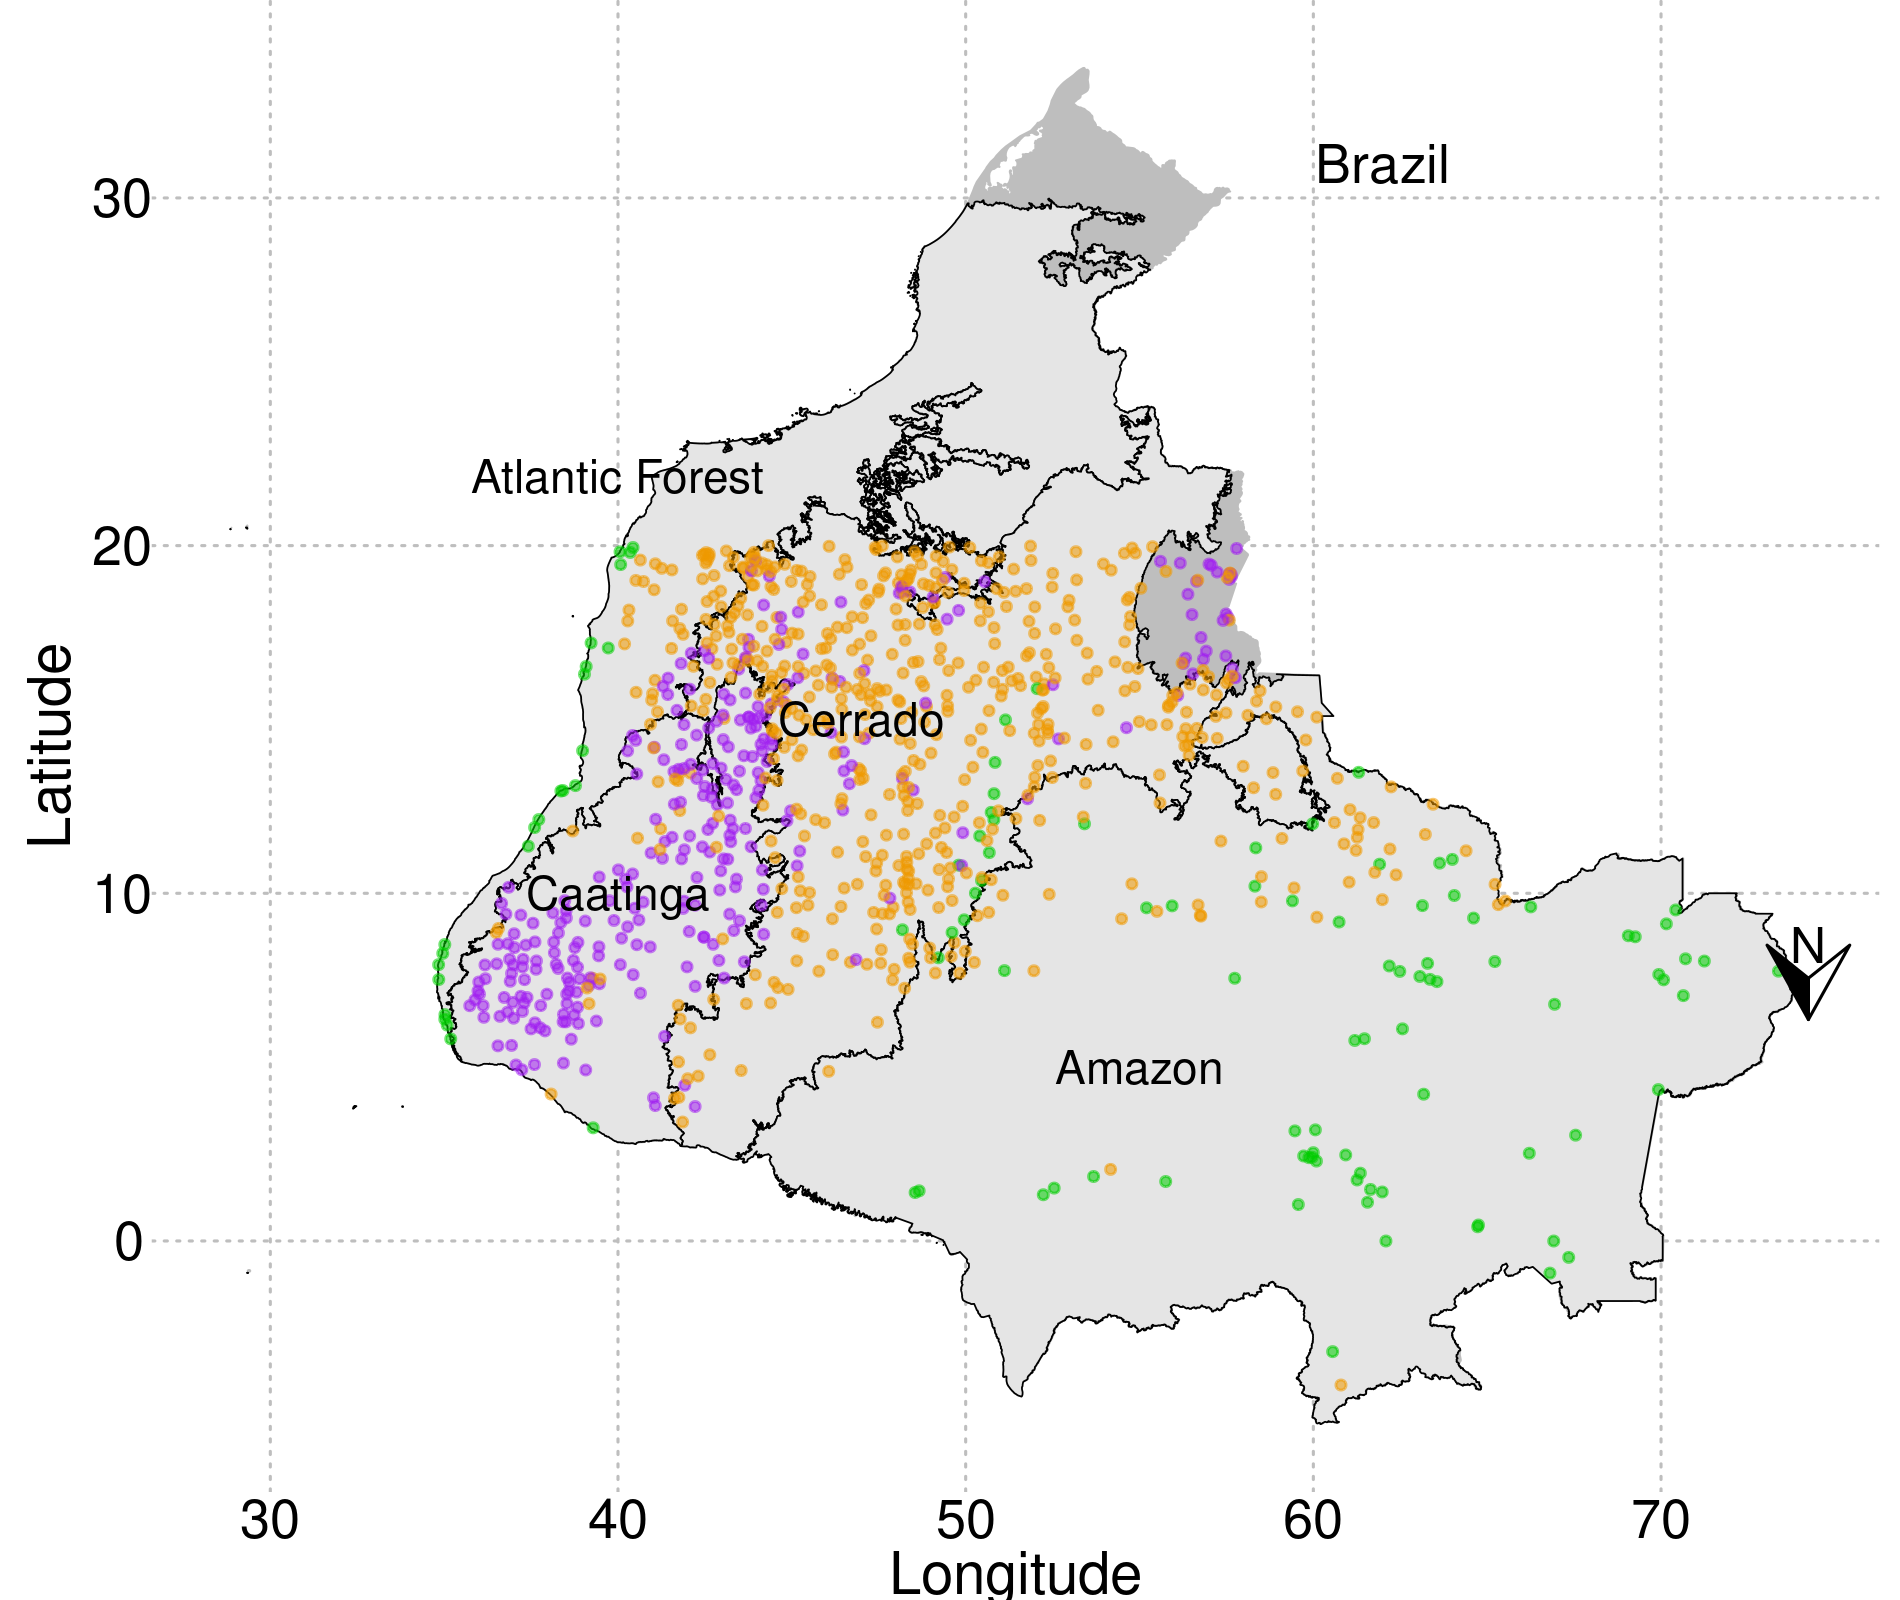 Brazil
30
Atlantic Forest
20
Cerrado
Latitude
10
Caatinga
N
Amazon
0
30 40 50 60 70
Longitude